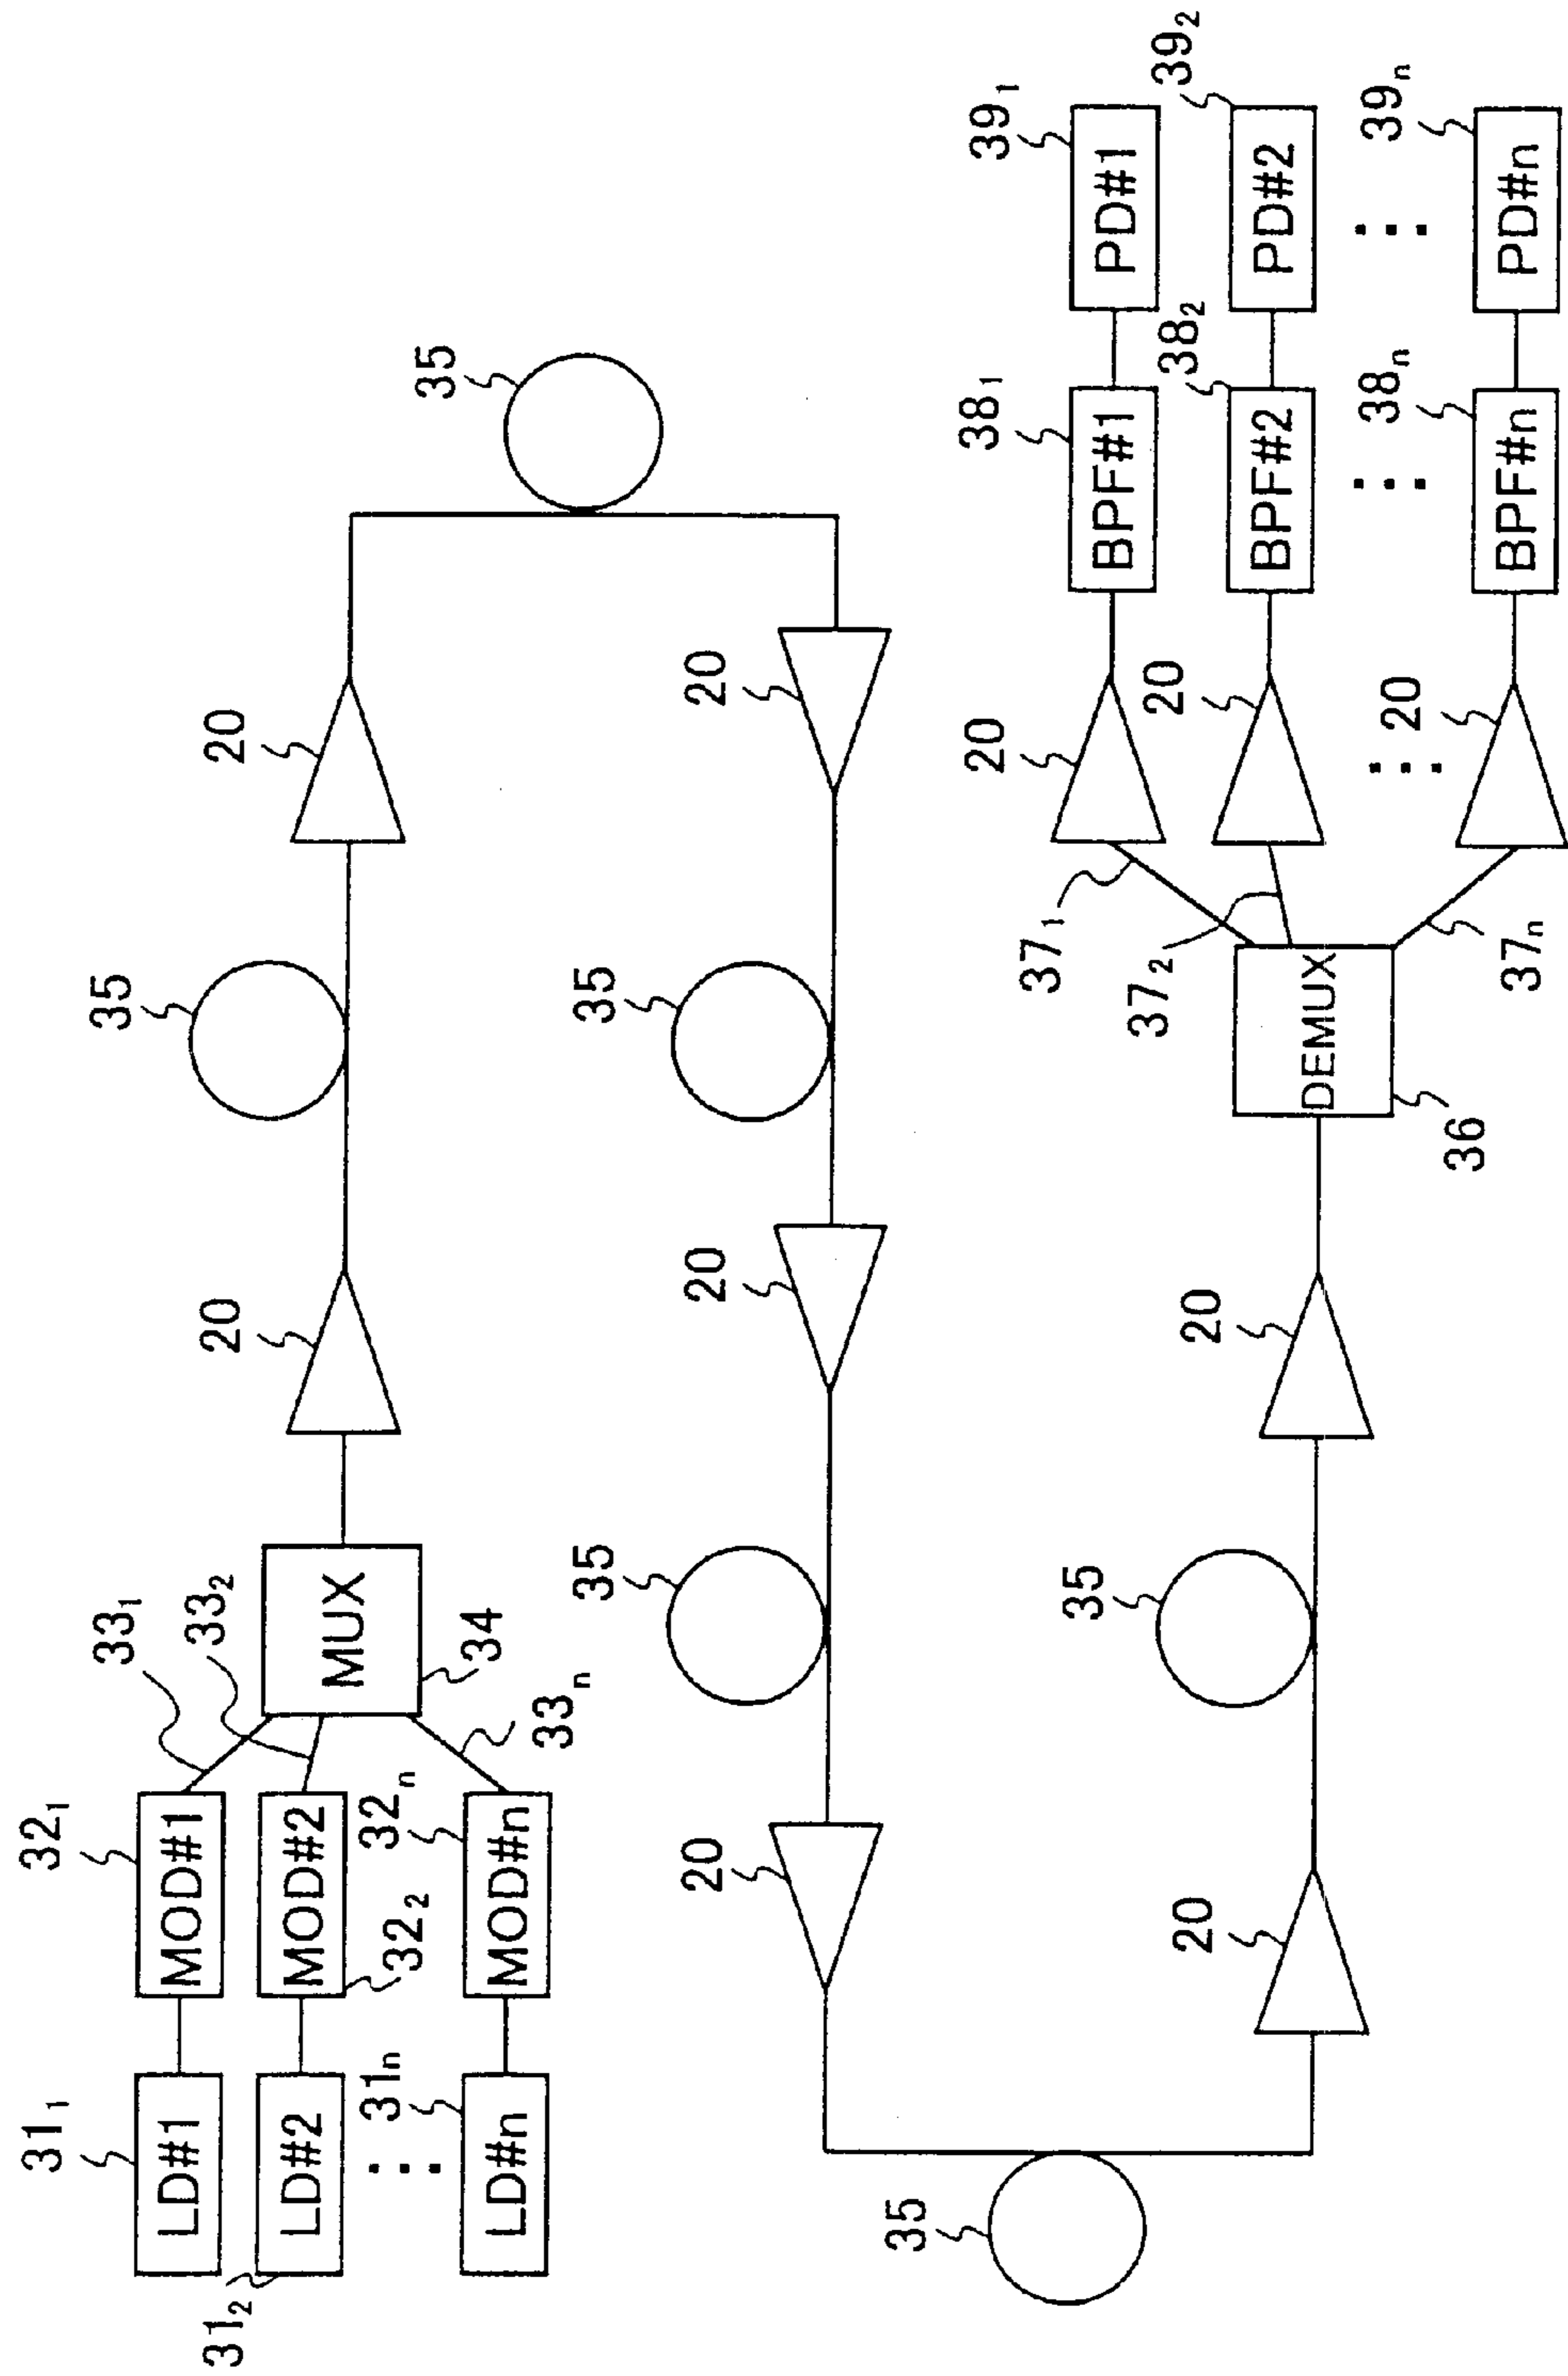 31₁
32₁
33₁
33₂
LD#1
MOD#1
31₂
LD#2
MOD#2
32₂
MUX
34
31n
32n
33n
⋮
LD#n
MOD#n
20
35
20
35
20
35
20
35
20
35
20
35
20
DEMUX
36
37₁
37₂
37n
20
38₁
39₁
BPF#1
PD#1
20
38₂
39₂
BPF#2
PD#2
⋮
20
⋮
38n
⋮
39n
BPF#n
PD#n